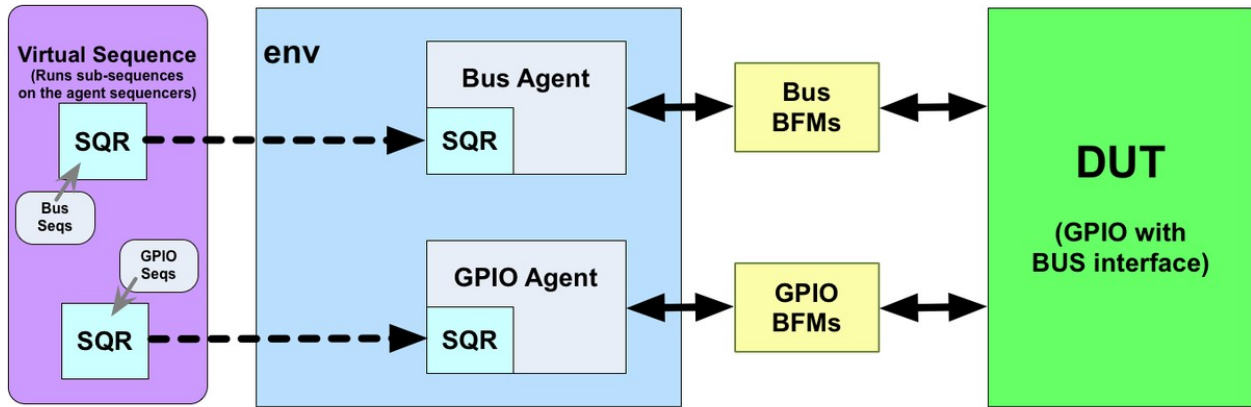 Virtual Sequence
(Runs sub-sequences
on the agent sequencers)
SQR
Bus
Seqs
GPIO
Seqs
SQR
env
Bus Agent
SQR
GPIO Agent
SQR
Bus
BFMs
GPIO
BFMs
DUT
(GPIO with
BUS interface)